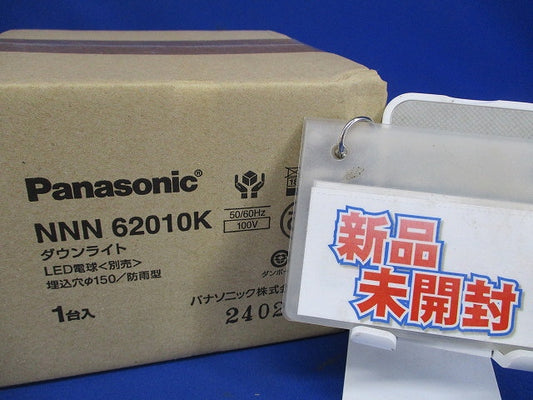 Panasonic®
NNN 62010K
50/60Hz
100V
ダウンライト
LED電球<別売>
埋込穴φ150/防雨型
1台入
パナソニック株式
2402
新品
未開封